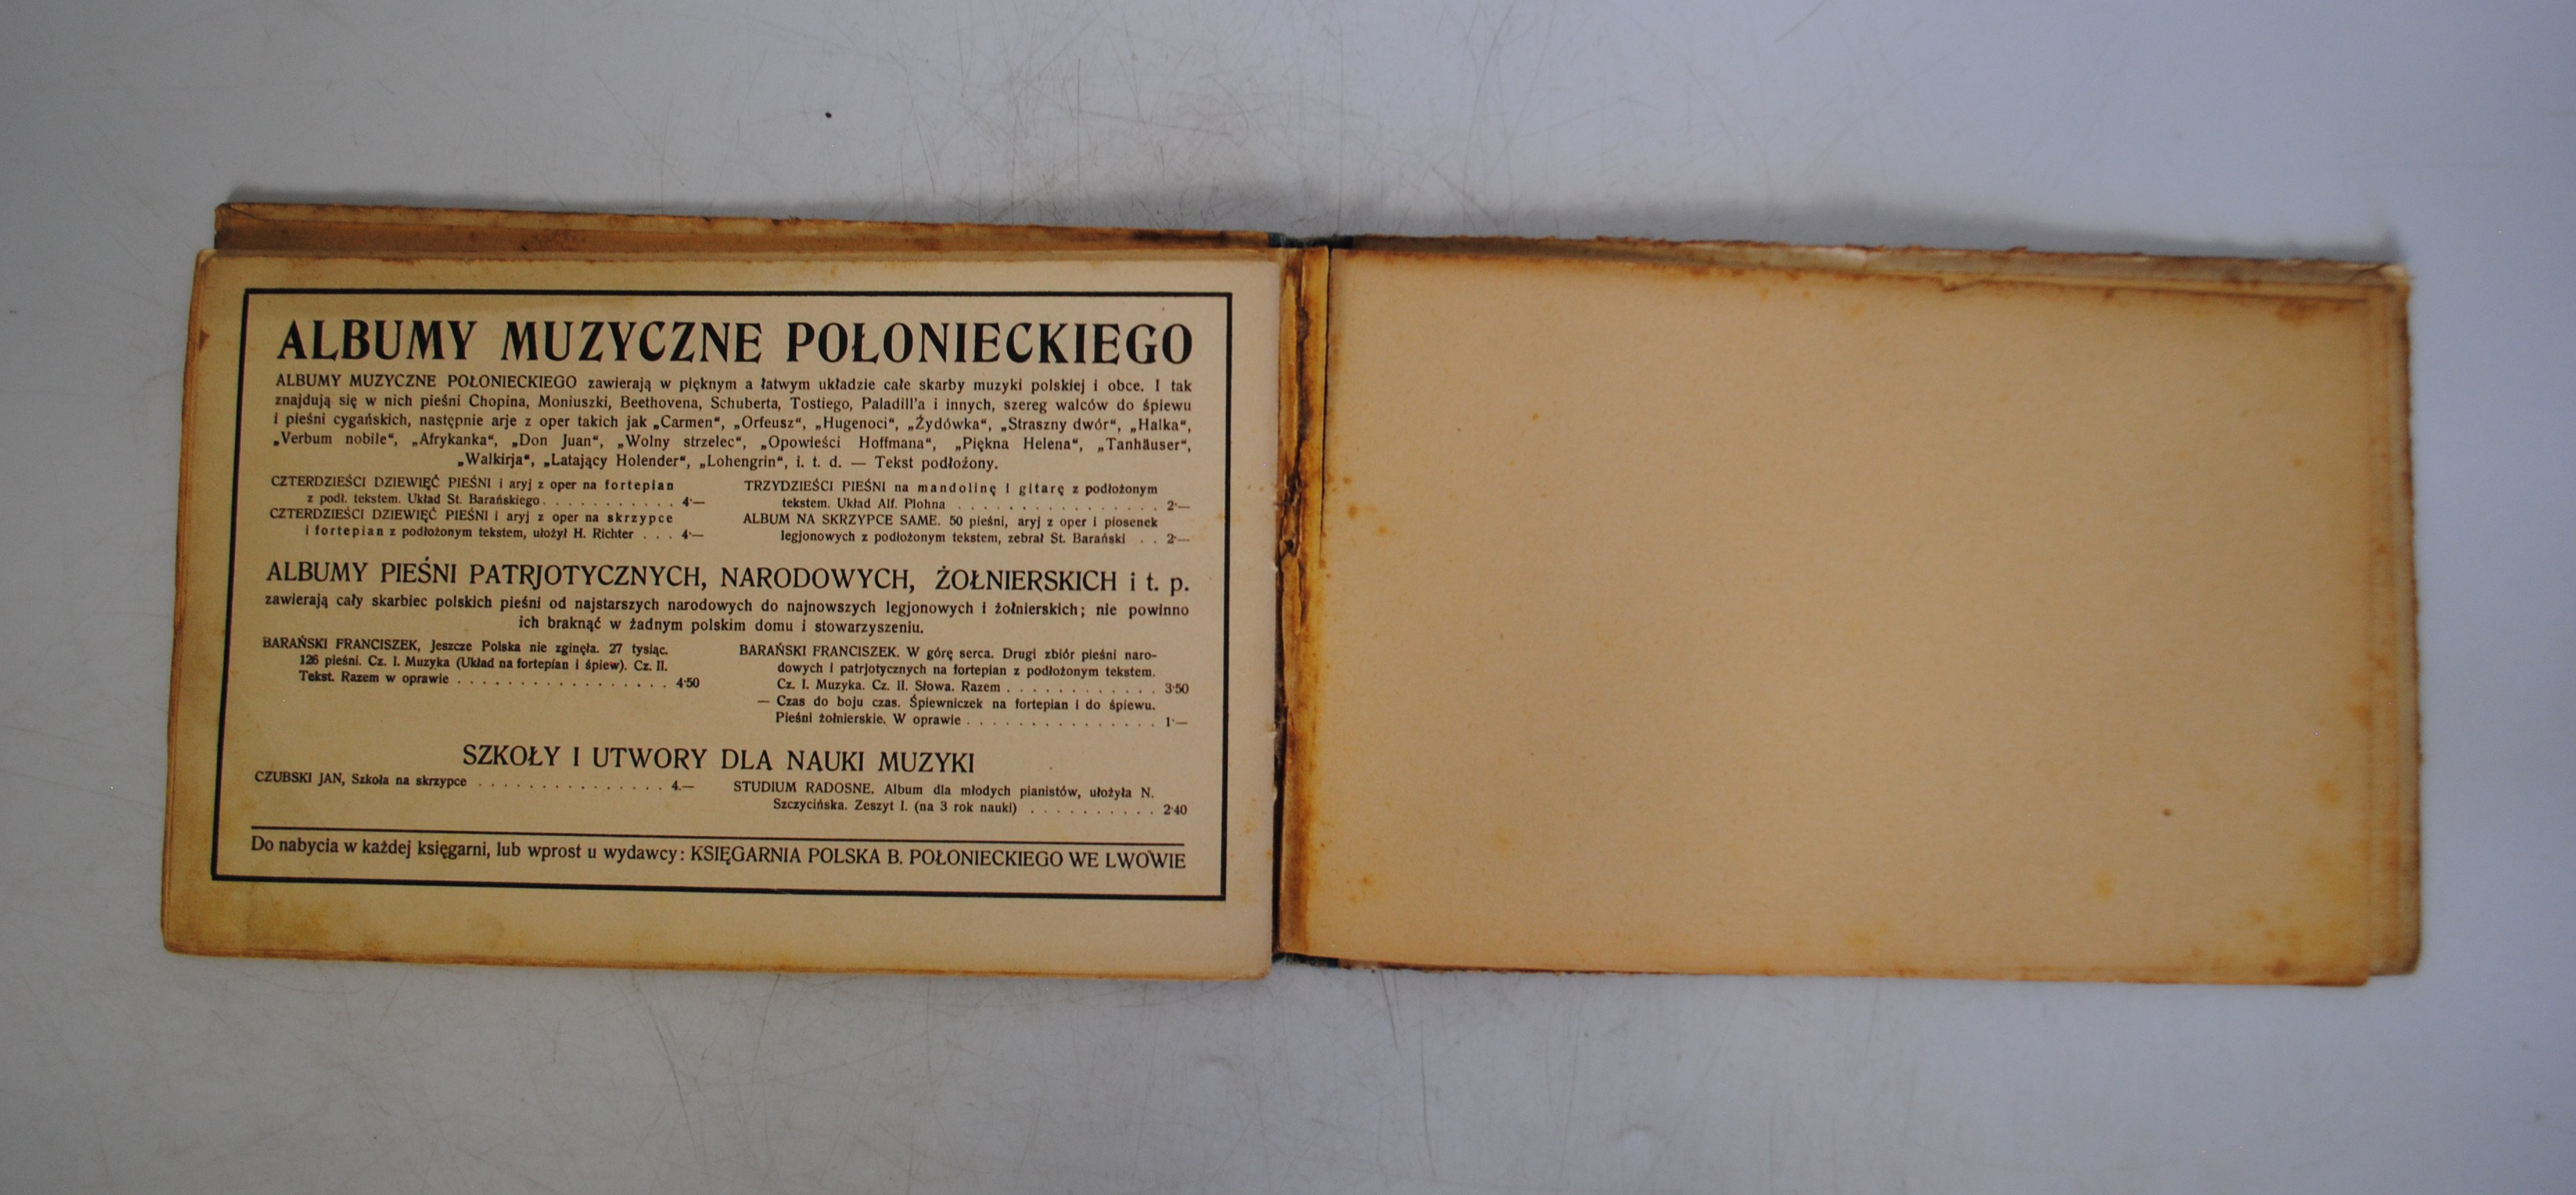 ALBUMY MUZYCZNE POŁONIECKIEGO
ALBUMY MUZYCZNE POŁONIECKIEGO zawierają w pięknym a łatwym układzie całe skarby muzyki polskiej i obce. I tak
znajdują się w nich pieśni Chopina, Moniuszki, Beethovena, Schuberta, Tostiego, Paladill'a i innych, szereg walców do śpiewu
i pieśni cygańskich, następnie arje z oper takich jak „Carmen“, „Orfeusz“, „Hugenoci“, „Żydówka“, „Straszny dwór“, „Halka“,
„Verbum nobile“, „Afrykanka“, „Don Juan“, „Wolny strzelec“, „Opowieści Hoffmana“, „Piękna Helena“, „Tanhäuser“,
„Walkirja“, „Latający Holender“, „Lohengrin“, i. t. d. — Tekst podłożony.
CZTERDZIEŚCI DZIEWIĘĆ PIEŚNI i aryj z oper na fortepian
z podł. tekstem. Układ St. Barańskiego . . . . . . . . . . . 4·—
CZTERDZIEŚCI DZIEWIĘĆ PIEŚNI i aryj z oper na skrzypce
i fortepian z podłożonym tekstem, ułożył H. Richter . . . 4·—
TRZYDZIEŚCI PIEŚNI na mandolinę i gitarę z podłożonym
tekstem. Układ Alf. Plohna . . . . . . . . . . . . . . . . 2·—
ALBUM NA SKRZYPCE SAME. 50 pieśni, aryj z oper i piosenek
legjonowych z podłożonym tekstem, zebrał St. Barański . . 2·—
ALBUMY PIEŚNI PATRJOTYCZNYCH, NARODOWYCH, ŻOŁNIERSKICH i t. p.
zawierają cały skarbiec polskich pieśni od najstarszych narodowych do najnowszych legjonowych i żołnierskich; nie powinno
ich braknąć w żadnym polskim domu i stowarzyszeniu.
BARAŃSKI FRANCISZEK, Jeszcze Polska nie zginęła. 27 tysiąc.
126 pieśni. Cz. I. Muzyka (Układ na fortepian i śpiew). Cz. II.
Tekst. Razem w oprawie . . . . . . . . . . . . . . . . . 4·50
BARAŃSKI FRANCISZEK. W górę serca. Drugi zbiór pieśni naro-
dowych i patrjotycznych na fortepian z podłożonym tekstem.
Cz. I. Muzyka. Cz. II. Słowa. Razem . . . . . . . . . . . . 3·50
— Czas do boju czas. Śpiewniczek na fortepian i do śpiewu.
Pieśni żołnierskie. W oprawie . . . . . . . . . . . . . . . 1·—
SZKOŁY I UTWORY DLA NAUKI MUZYKI
CZUBSKI JAN, Szkoła na skrzypce . . . . . . . . . . . . . . . 4.—
STUDIUM RADOSNE. Album dla młodych pianistów, ułożyła N.
Szczycińska. Zeszyt I. (na 3 rok nauki) . . . . . . . . . . 2·40
Do nabycia w każdej księgarni, lub wprost u wydawcy: KSIĘGARNIA POLSKA B. POŁONIECKIEGO WE LWOWIE